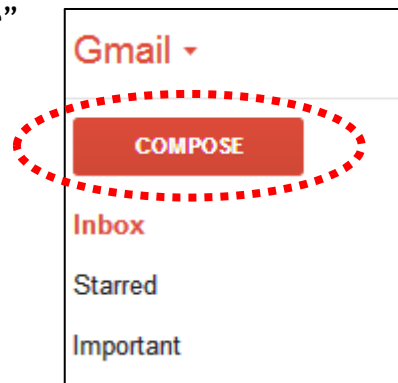 ”
Gmail
COMPOSE
Inbox
Starred
Important